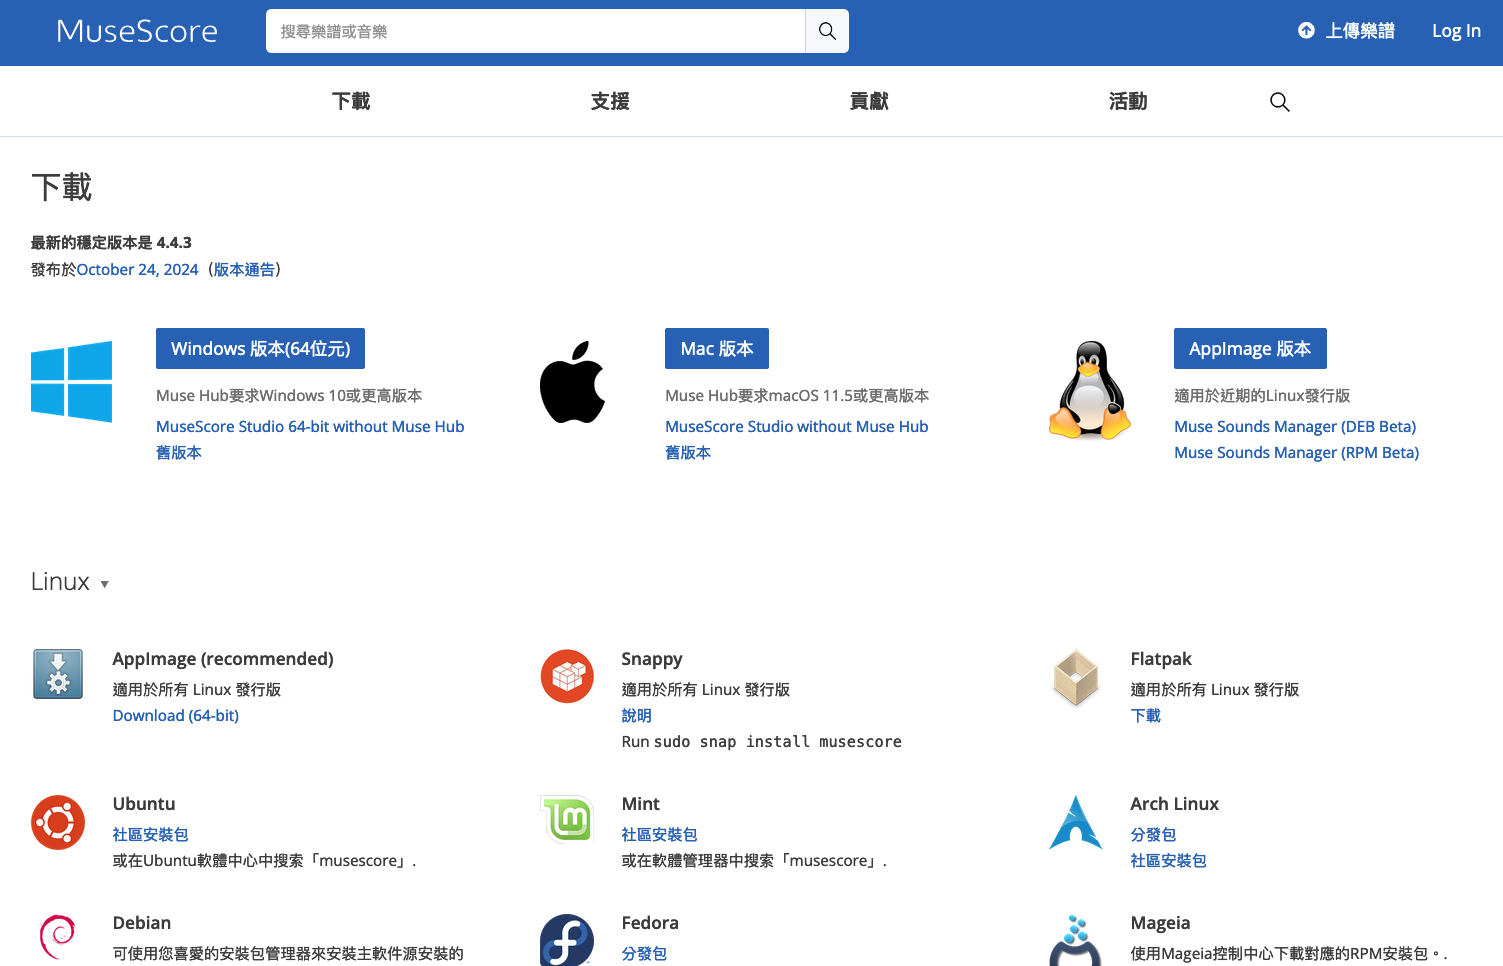 MuseScore
搜尋樂譜或音樂
上傳樂譜
Log In
下載
支援
貢獻
活動
下載
最新的穩定版本是 4.4.3
發布於October 24, 2024（版本通告）
Windows 版本(64位元)
Muse Hub要求Windows 10或更高版本
MuseScore Studio 64-bit without Muse Hub
舊版本
Mac 版本
Muse Hub要求macOS 11.5或更高版本
MuseScore Studio without Muse Hub
舊版本
AppImage 版本
適用於近期的Linux發行版
Muse Sounds Manager (DEB Beta)
Muse Sounds Manager (RPM Beta)
Linux
AppImage (recommended)
適用於所有 Linux 發行版
Download (64-bit)
Snappy
適用於所有 Linux 發行版
說明
Run sudo snap install musescore
Flatpak
適用於所有 Linux 發行版
下載
Ubuntu
社區安裝包
或在Ubuntu軟體中心中搜索「musescore」.
Mint
社區安裝包
或在軟體管理器中搜索「musescore」.
Arch Linux
分發包
社區安裝包
Debian
可使用您喜愛的安裝包管理器來安裝主軟件源安裝的
Fedora
分發包
Mageia
使用Mageia控制中心下載對應的RPM安裝包。.